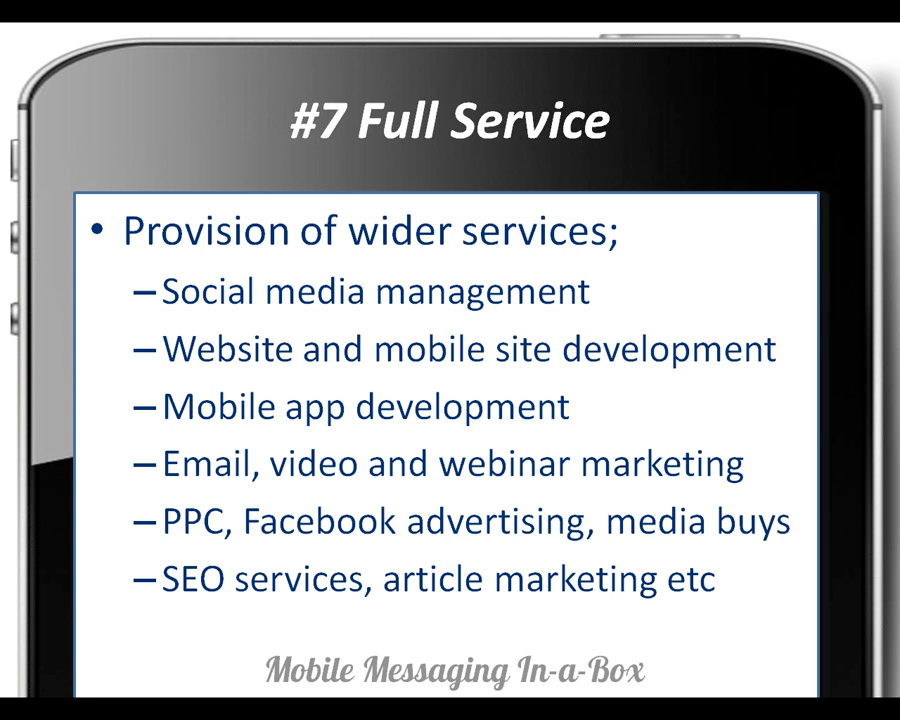 #7 Full Service
• Provision of wider services;
–Social media management
–Website and mobile site development
–Mobile app development
–Email, video and webinar marketing
–PPC, Facebook advertising, media buys
–SEO services, article marketing etc
Mobile Messaging In-a-Box